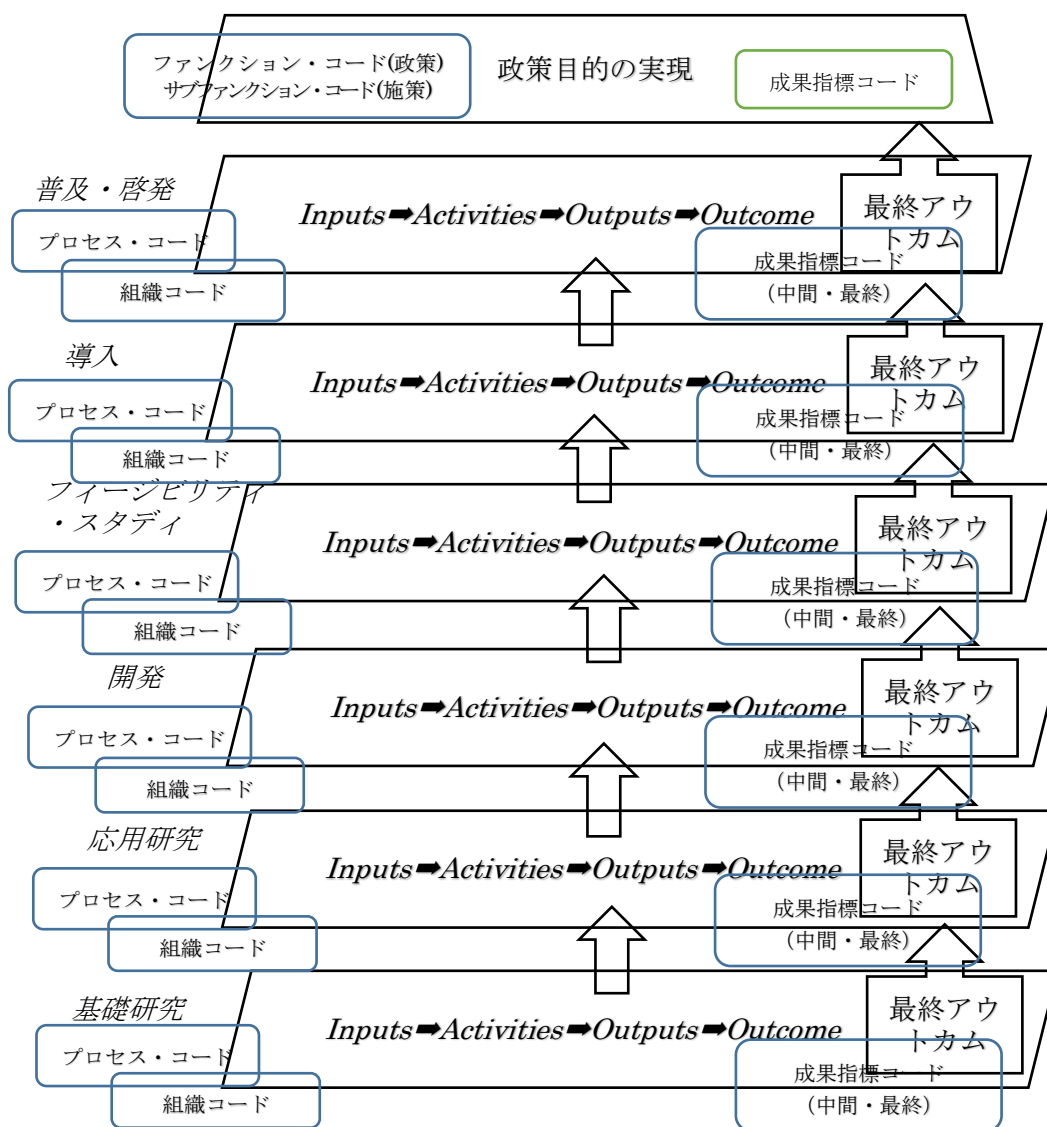 ファンクション・コード(政策)
サブファンクション・コード(施策)
政策目的の実現
成果指標コード
普及・啓発
プロセス・コード
組織コード
Inputs➡Activities➡Outputs➡Outcome
最終アウ
トカム
成果指標コード
（中間・最終）
導入
プロセス・コード
組織コード
Inputs➡Activities➡Outputs➡Outcome
最終アウ
トカム
成果指標コード
（中間・最終）
フィージビリティ
・スタディ
プロセス・コード
組織コード
Inputs➡Activities➡Outputs➡Outcome
最終アウ
トカム
成果指標コード
（中間・最終）
開発
プロセス・コード
組織コード
Inputs➡Activities➡Outputs➡Outcome
最終アウ
トカム
成果指標コード
（中間・最終）
応用研究
プロセス・コード
組織コード
Inputs➡Activities➡Outputs➡Outcome
最終アウ
トカム
成果指標コード
（中間・最終）
基礎研究
プロセス・コード
組織コード
Inputs➡Activities➡Outputs➡Outcome
最終アウ
トカム
成果指標コード
（中間・最終）